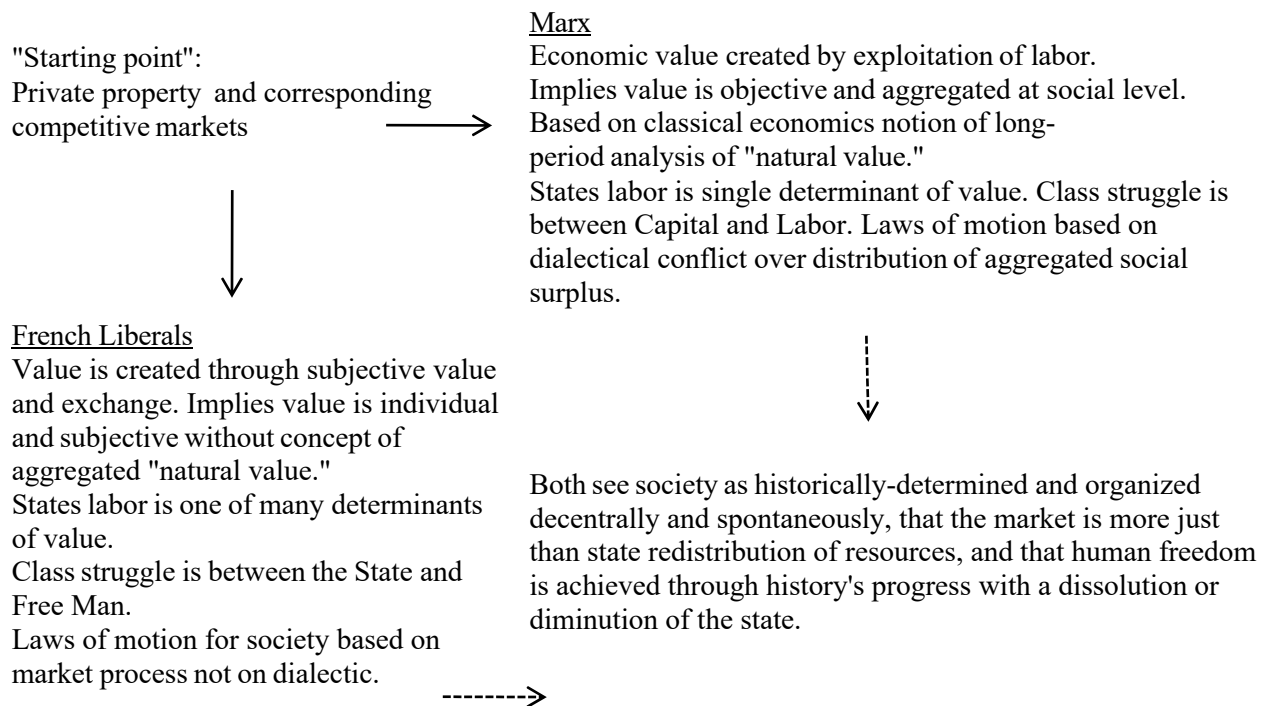 "Starting point":
Private property and corresponding
competitive markets
Marx
Economic value created by exploitation of labor.
Implies value is objective and aggregated at social level.
Based on classical economics notion of long-
period analysis of "natural value."
States labor is single determinant of value. Class struggle is
between Capital and Labor. Laws of motion based on
dialectical conflict over distribution of aggregated social
surplus.
French Liberals
Value is created through subjective value
and exchange. Implies value is individual
and subjective without concept of
aggregated "natural value."
States labor is one of many determinants
of value.
Class struggle is between the State and
Free Man.
Laws of motion for society based on
market process not on dialectic.
Both see society as historically-determined and organized
decentrally and spontaneously, that the market is more just
than state redistribution of resources, and that human freedom
is achieved through history's progress with a dissolution or
diminution of the state.